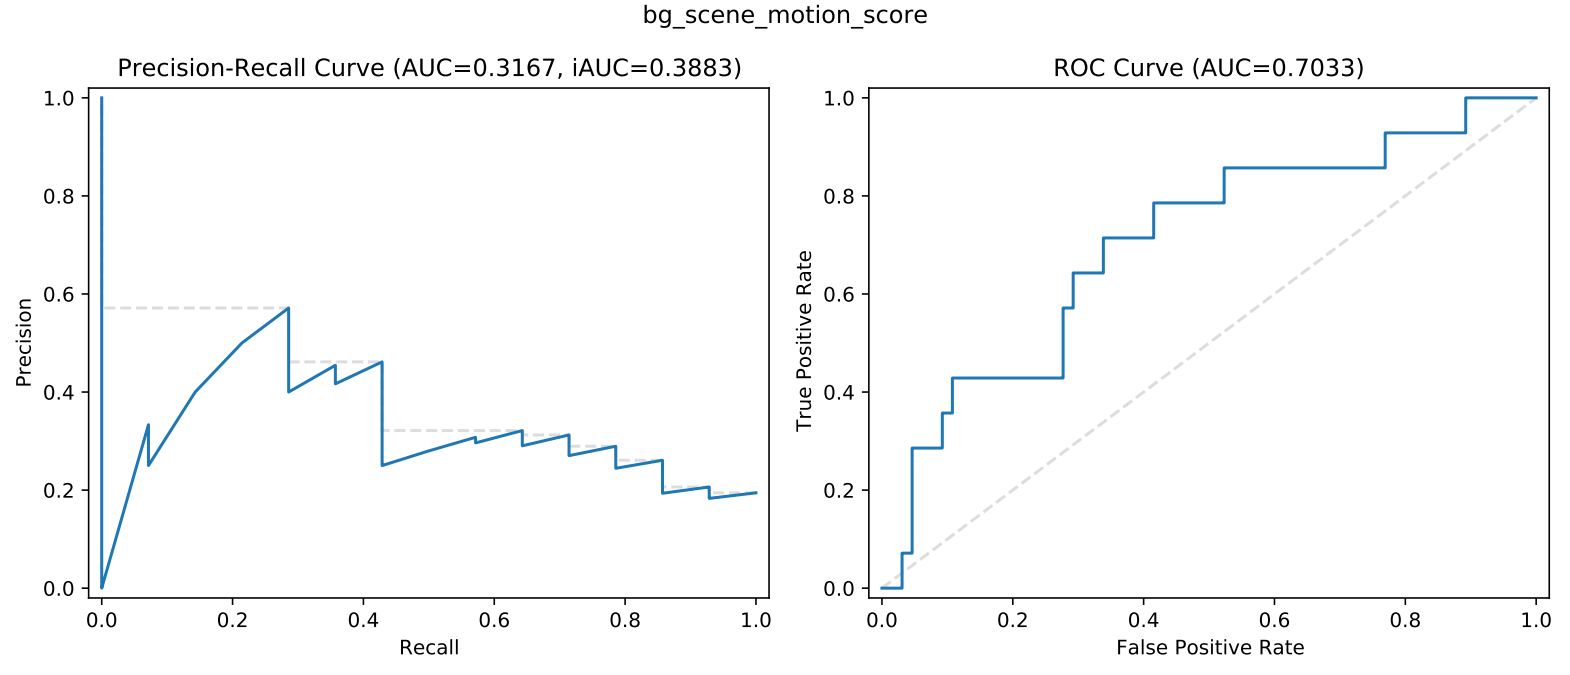 bg_scene_motion_score
Precision-Recall Curve (AUC=0.3167, iAUC=0.3883)
1.0
0.8
0.6
0.4
0.2
0.0
Precision
0.0 0.2 0.4 0.6 0.8 1.0
Recall
ROC Curve (AUC=0.7033)
1.0
0.8
0.6
0.4
0.2
0.0
True Positive Rate
0.0 0.2 0.4 0.6 0.8 1.0
False Positive Rate